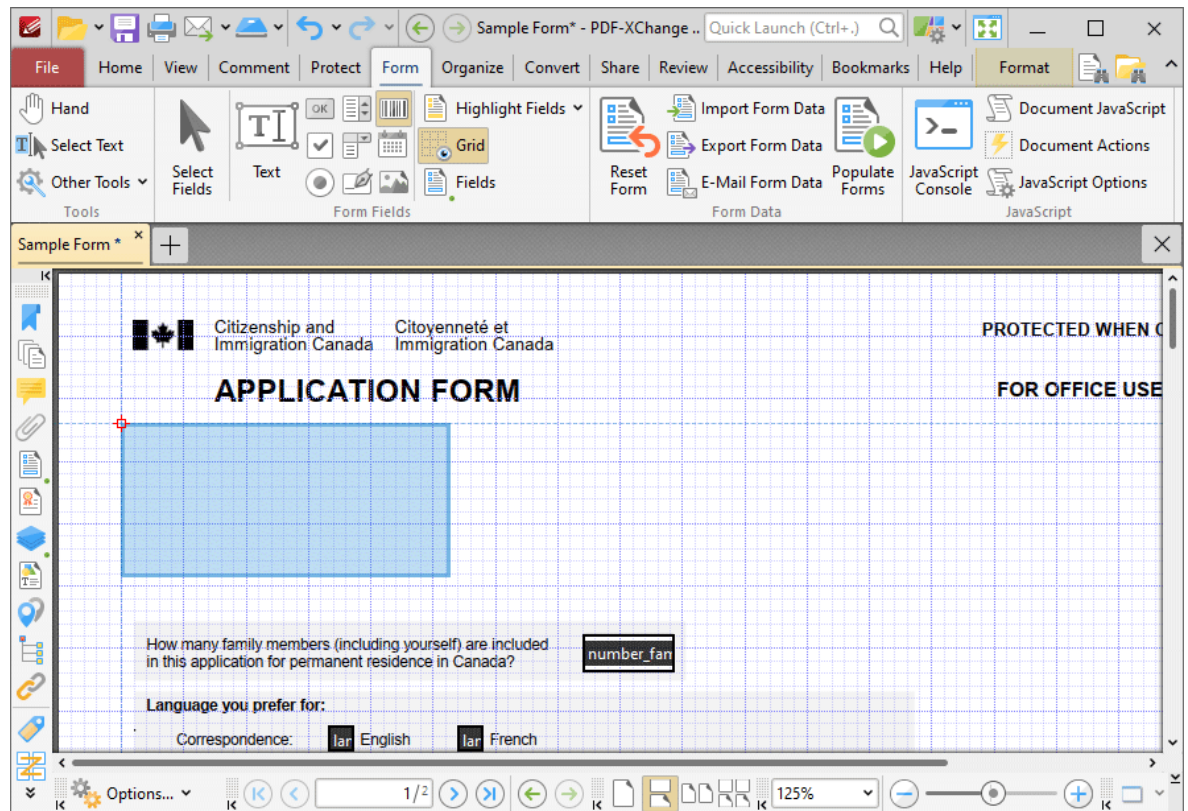 Sample Form* - PDF-XChange .. Quick Launch (Ctrl+.)
File Home View Comment Protect Form Organize Convert Share Review Accessibility Bookmarks Help Format
Hand
Select Text
Other Tools
Tools
Select Fields
Text
OK
Form Fields
Highlight Fields
Grid
Fields
Reset Form
Import Form Data
Export Form Data
E-Mail Form Data
Populate Forms
Form Data
JavaScript Console
Document JavaScript
Document Actions
JavaScript Options
JavaScript
Sample Form *
Citizenship and Citoyenneté et PROTECTED WHEN
Immigration Canada Immigration Canada
APPLICATION FORM FOR OFFICE USE
How many family members (including yourself) are included
in this application for permanent residence in Canada? number_fan
Language you prefer for:
Correspondence: lar English lar French
Options... 1/2 125%